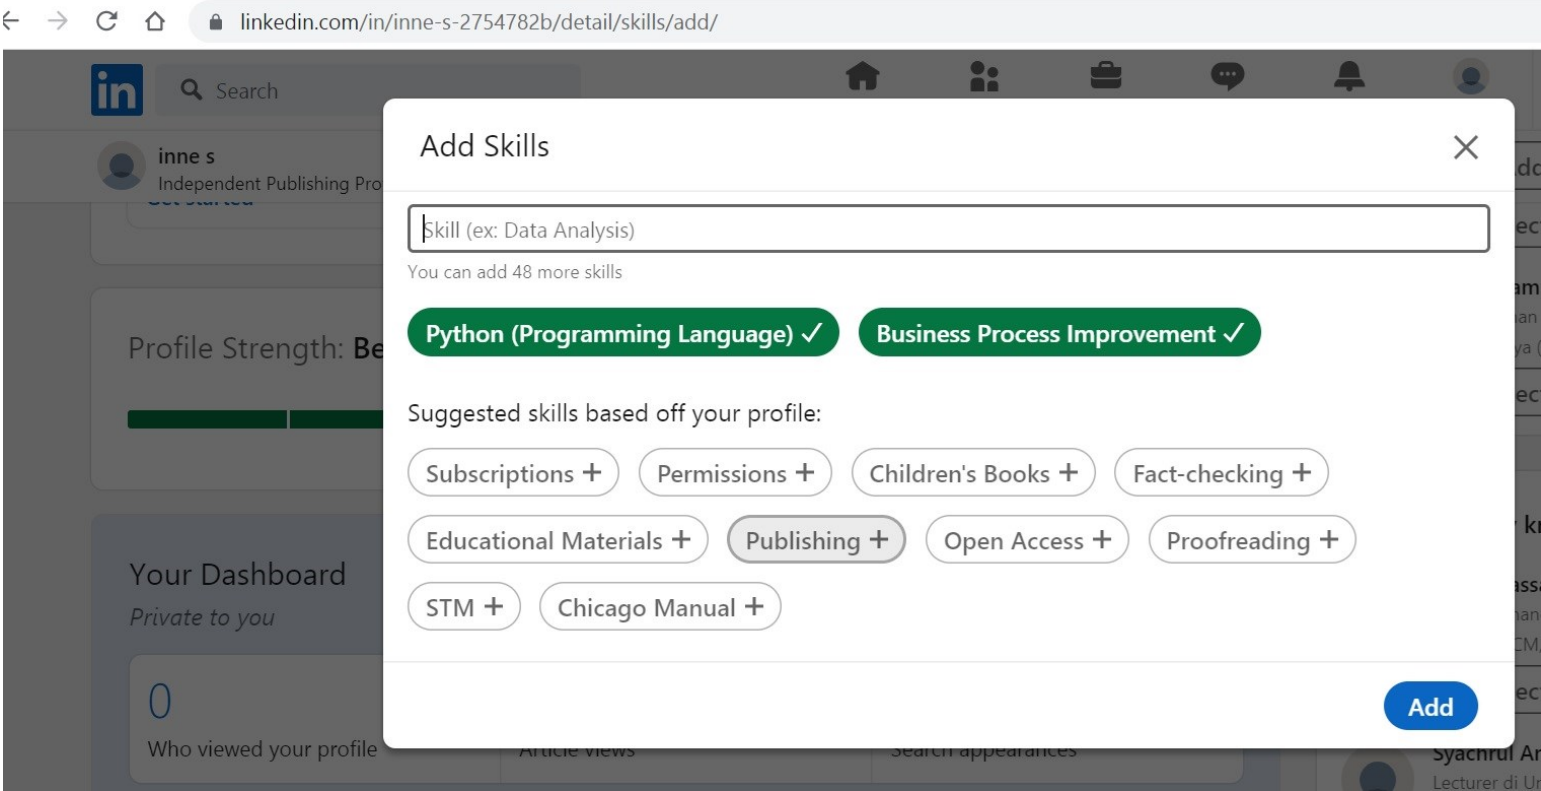 linkedin.com/in/inne-s-2754782b/detail/skills/add/
in
Search
inne s
Independent Publishing Pro
Add Skills
Skill (ex: Data Analysis)
You can add 48 more skills
Python (Programming Language) ✓
Business Process Improvement ✓
Suggested skills based off your profile:
Subscriptions +
Permissions +
Children's Books +
Fact-checking +
Educational Materials +
Publishing +
Open Access +
Proofreading +
STM +
Chicago Manual +
Add
Profile Strength: Be
Your Dashboard
Private to you
0
Who viewed your profile
Article views
Search appearances
Syachrul Ar
Lecturer di Un